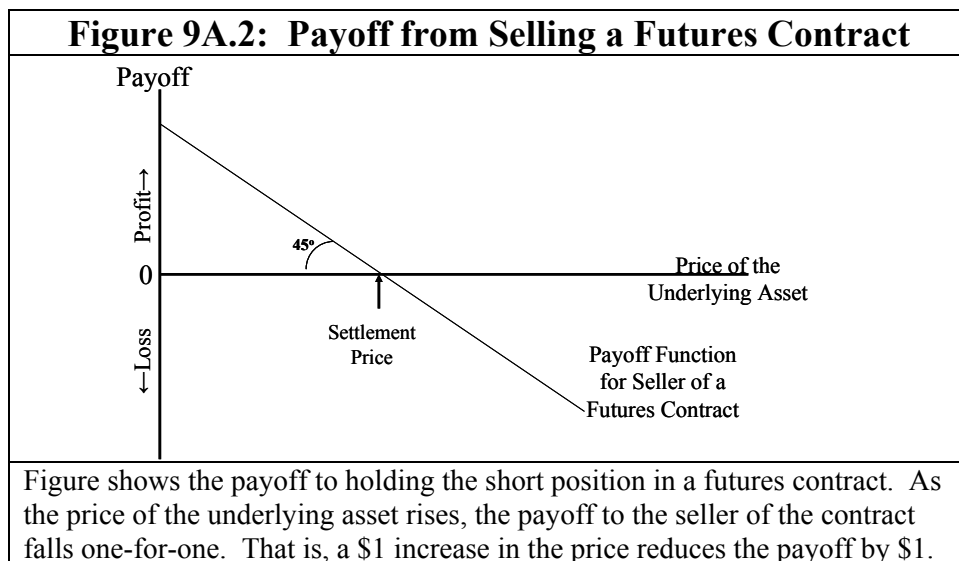 Figure 9A.2:  Payoff from Selling a Futures Contract
Payoff
Profit→
45°
0
Price of the
Underlying Asset
Settlement
Price
←Loss
Payoff Function
for Seller of a
Futures Contract
Figure shows the payoff to holding the short position in a futures contract.  As
the price of the underlying asset rises, the payoff to the seller of the contract
falls one-for-one.  That is, a $1 increase in the price reduces the payoff by $1.